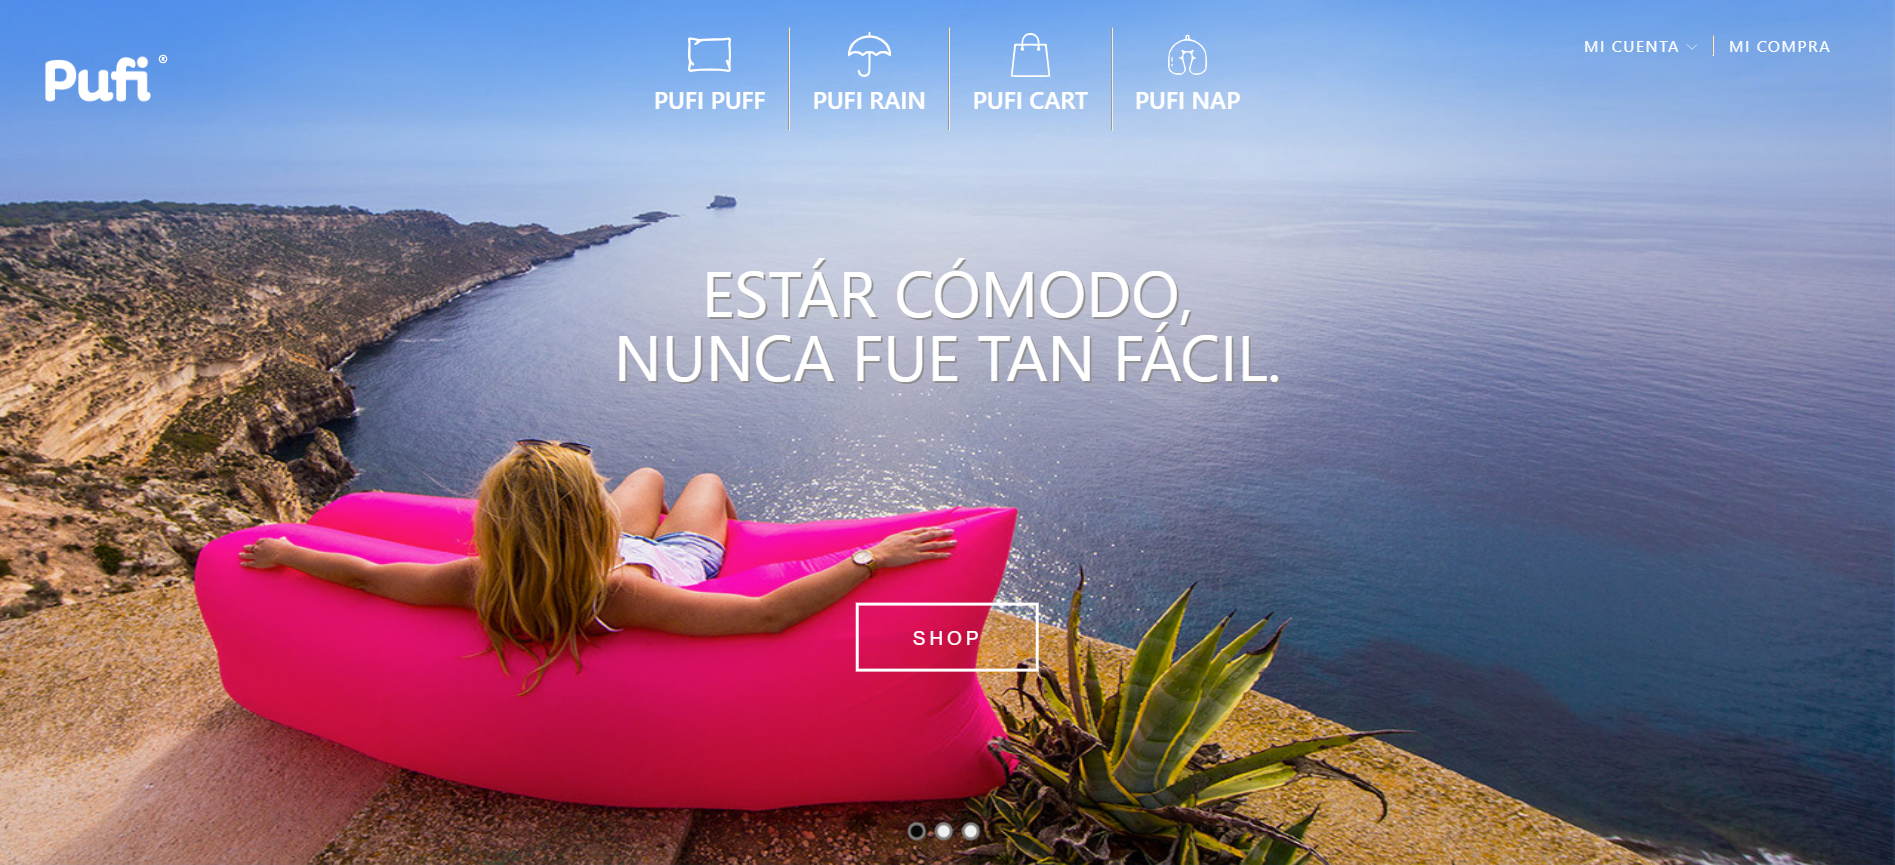 Pufi ®
PUFI PUFF
PUFI RAIN
PUFI CART
PUFI NAP
MI CUENTA
MI COMPRA
ESTÁR CÓMODO,
NUNCA FUE TAN FÁCIL.
SHOP